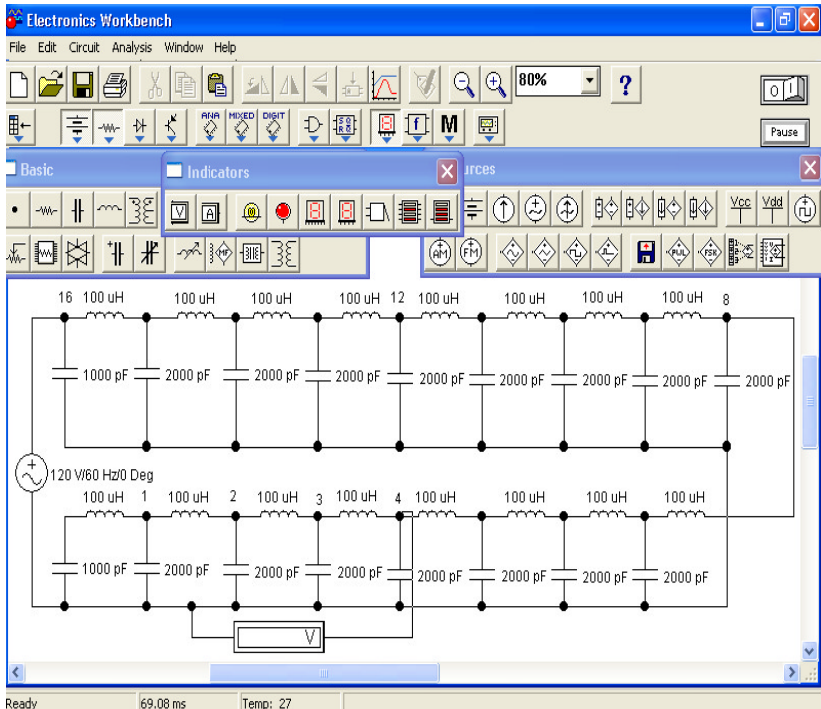 Electronics Workbench
File Edit Circuit Analysis Window Help
80% ?
ANA MIXED DIGIT M
Pause
Basic Indicators urces
V A Vcc Vdd
AM FM PUL FSK
16 100 uH 100 uH 100 uH 100 uH 12 100 uH 100 uH 100 uH 100 uH 8
1000 pF 2000 pF 2000 pF 2000 pF 2000 pF 2000 pF 2000 pF 2000 pF 2000 pF
120 V/60 Hz/0 Deg
100 uH 1 100 uH 2 100 uH 3 100 uH 4 100 uH 100 uH 100 uH
1000 pF 2000 pF 2000 pF 2000 pF 2000 pF 2000 pF 2000 pF 2000 pF
V
Ready 69.08 ms Temp: 27